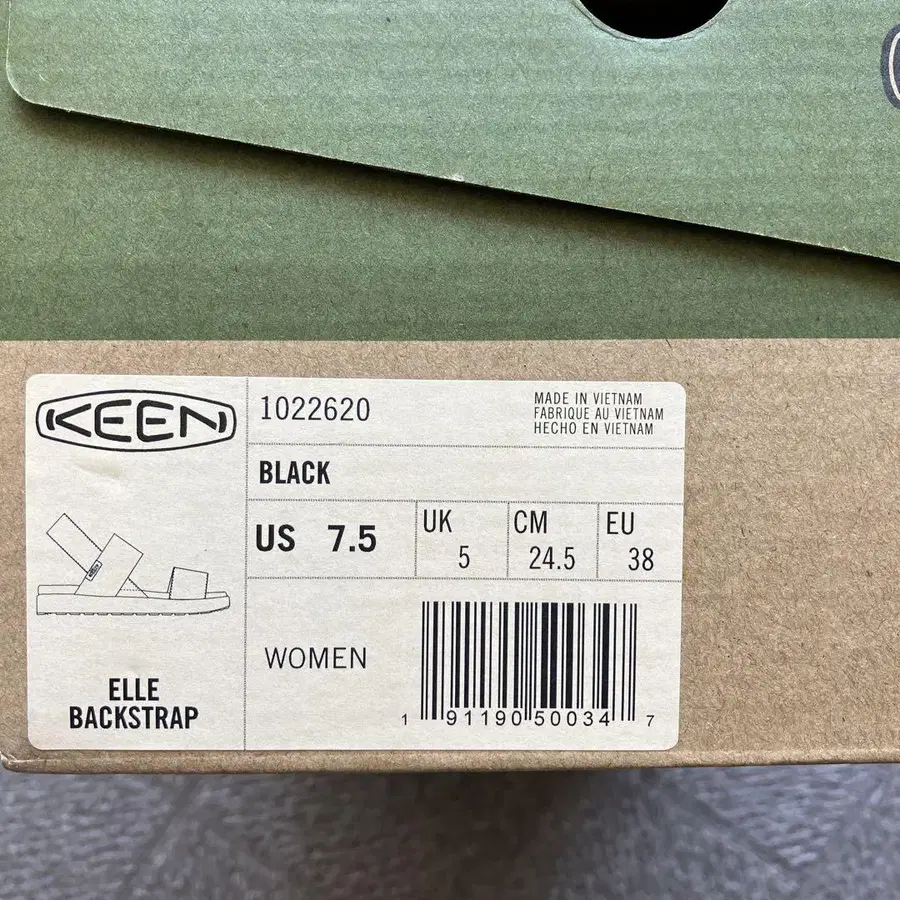 KEEN
1022620
MADE IN VIETNAM
FABRIQUE AU VIETNAM
HECHO EN VIETNAM
BLACK
US 7.5
UK 5
CM 24.5
EU 38
KEEN
ELLE
BACKSTRAP
WOMEN
1 91190 50034 7